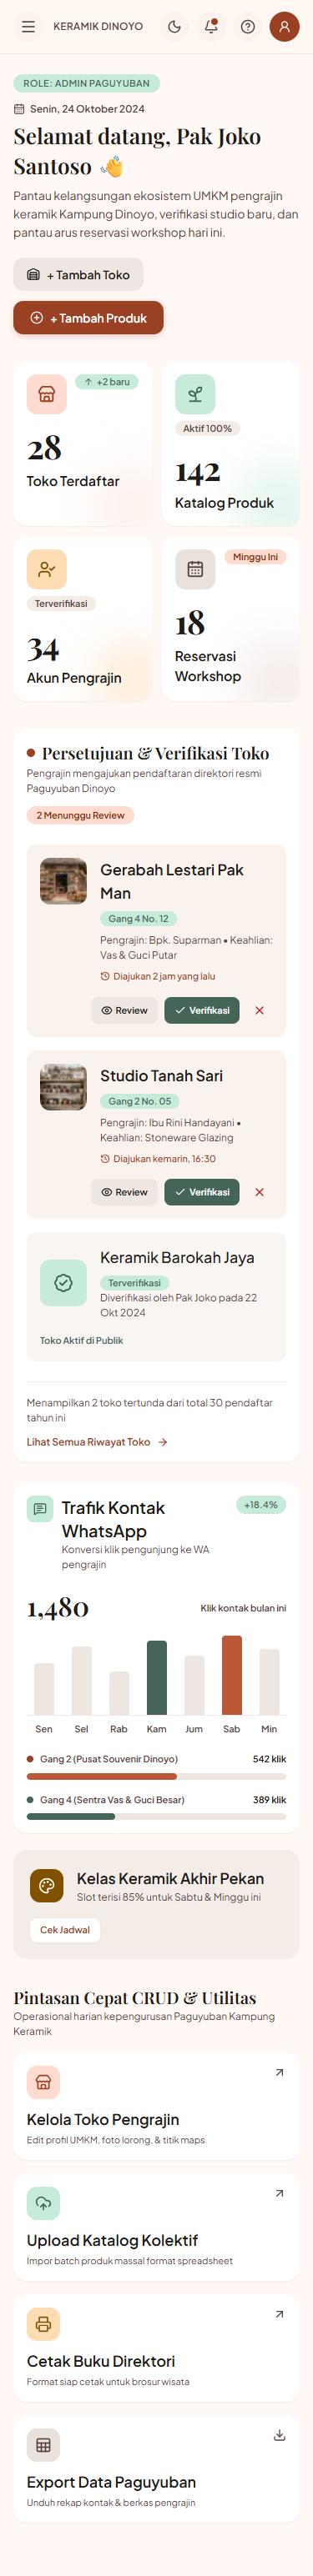 KERAMIK DINOYO
ROLE: ADMIN PAGUYUBAN
Senin, 24 Oktober 2024
Selamat datang, Pak Joko
Santoso 👋
Pantau kelangsungan ekosistem UMKM pengrajin
keramik Kampung Dinoyo, verifikasi studio baru, dan
pantau arus reservasi workshop hari ini.
+ Tambah Toko
+ Tambah Produk
+2 baru
28
Toko Terdaftar
Aktif 100%
142
Katalog Produk
Terverifikasi
34
Akun Pengrajin
Minggu Ini
18
Reservasi
Workshop
Persetujuan & Verifikasi Toko
Pengrajin mengajukan pendaftaran direktori resmi
Paguyuban Dinoyo
2 Menunggu Review
Gerabah Lestari Pak
Man
Gang 4 No. 12
Pengrajin: Bpk. Suparman • Keahlian:
Vas & Guci Putar
Diajukan 2 jam yang lalu
Review
Verifikasi
Studio Tanah Sari
Gang 2 No. 05
Pengrajin: Ibu Rini Handayani •
Keahlian: Stoneware Glazing
Diajukan kemarin, 16:30
Review
Verifikasi
Keramik Barokah Jaya
Terverifikasi
Diverifikasi oleh Pak Joko pada 22
Okt 2024
Toko Aktif di Publik
Menampilkan 2 toko tertunda dari total 30 pendaftar
tahun ini
Lihat Semua Riwayat Toko
Trafik Kontak
WhatsApp
+18.4%
Konversi klik pengunjung ke WA
pengrajin
1,480
Klik kontak bulan ini
Sen Sel Rab Kam Jum Sab Min
Gang 2 (Pusat Souvenir Dinoyo) 542 klik
Gang 4 (Sentra Vas & Guci Besar) 389 klik
Kelas Keramik Akhir Pekan
Slot terisi 85% untuk Sabtu & Minggu ini
Cek Jadwal
Pintasan Cepat CRUD & Utilitas
Operasional harian kepengurusan Paguyuban Kampung
Keramik
Kelola Toko Pengrajin
Edit profil UMKM, foto lorong, & titik maps
Upload Katalog Kolektif
Impor batch produk massal format spreadsheet
Cetak Buku Direktori
Format siap cetak untuk brosur wisata
Export Data Paguyuban
Unduh rekap kontak & berkas pengrajin